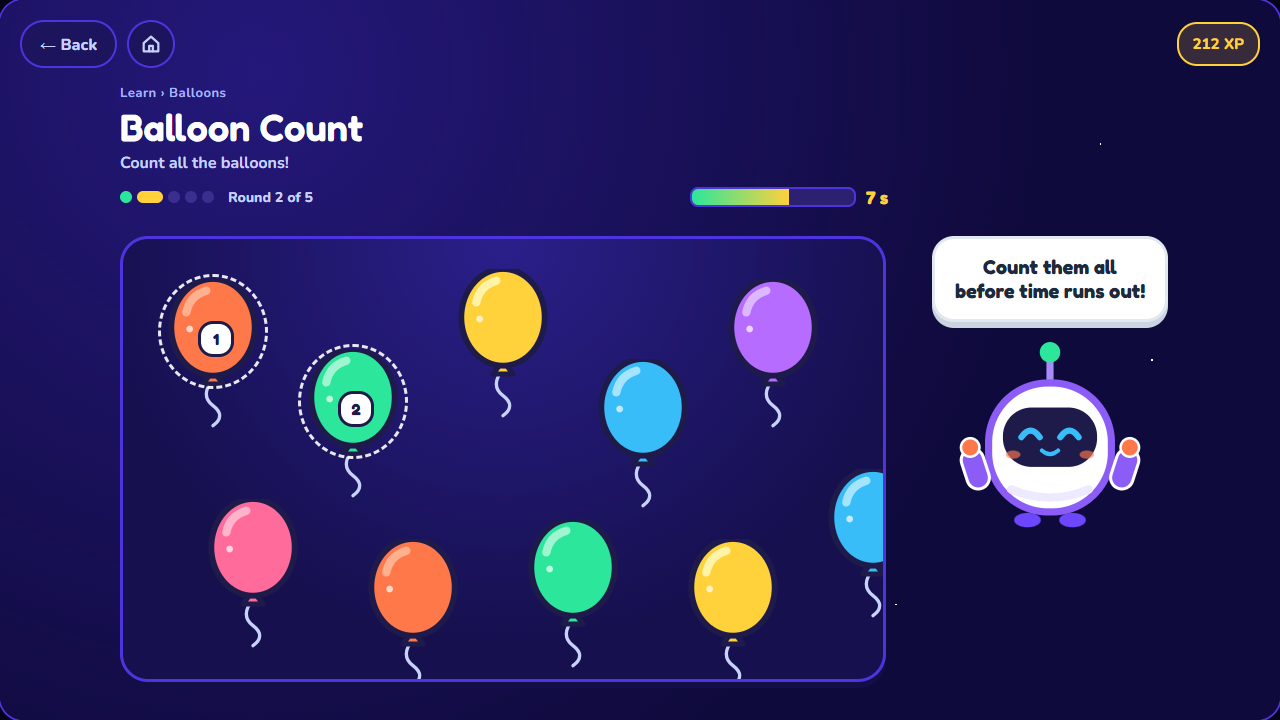 ← Back
212 XP
Learn › Balloons
Balloon Count
Count all the balloons!
Round 2 of 5
7 s
Count them all
before time runs out!
1
2